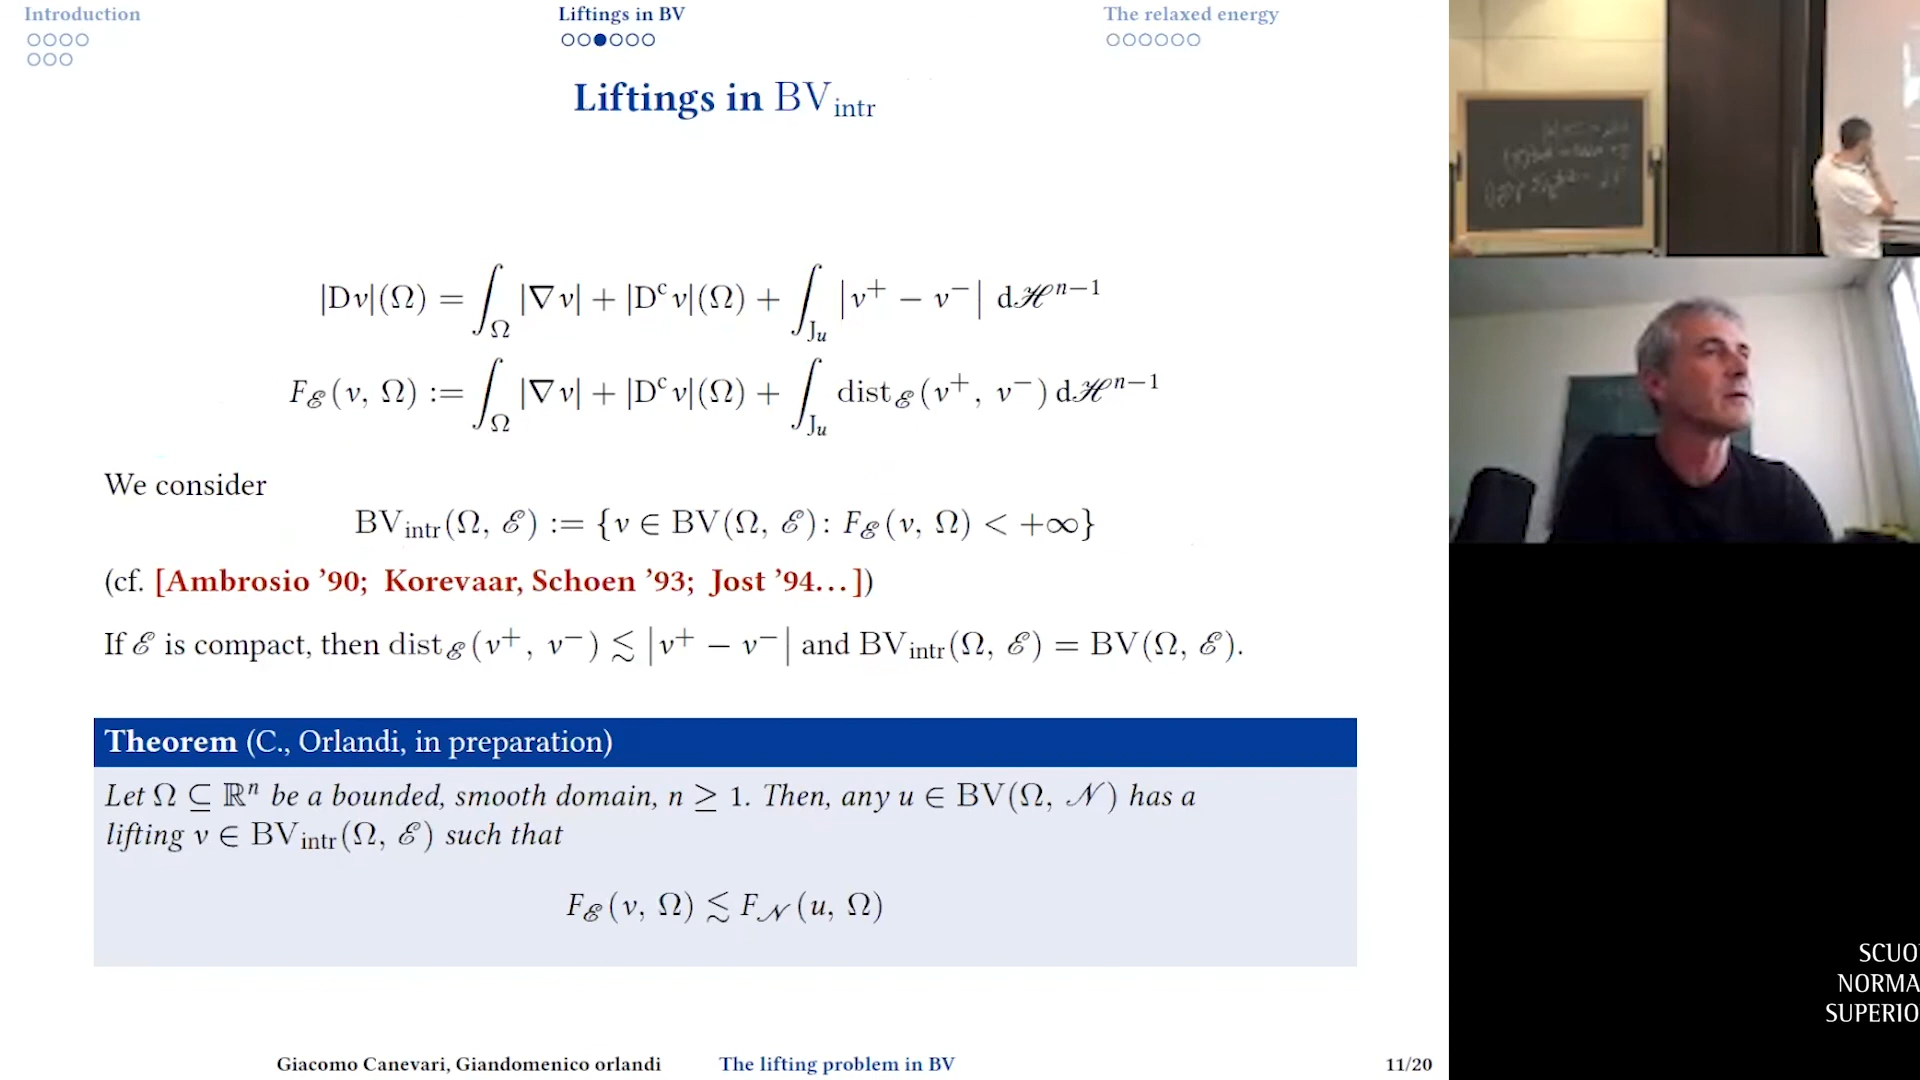 Introduction
Liftings in BV
The relaxed energy
Liftings in BV_intr
|Dv|(Ω) = ∫_Ω |∇v| + |D^c v|(Ω) + ∫_{J_u} |v⁺ − v⁻| dℋ^{n−1}
F_ℰ(v, Ω) := ∫_Ω |∇v| + |D^c v|(Ω) + ∫_{J_u} dist_ℰ(v⁺, v⁻) dℋ^{n−1}
We consider
BV_intr(Ω, ℰ) := {v ∈ BV(Ω, ℰ): F_ℰ(v, Ω) < +∞}
(cf. [Ambrosio ’90; Korevaar, Schoen ’93; Jost ’94…])
If ℰ is compact, then dist_ℰ(v⁺, v⁻) ≲ |v⁺ − v⁻| and BV_intr(Ω, ℰ) = BV(Ω, ℰ).
Theorem (C., Orlandi, in preparation)
Let Ω ⊆ ℝⁿ be a bounded, smooth domain, n ≥ 1. Then, any u ∈ BV(Ω, 𝒩) has a
lifting v ∈ BV_intr(Ω, ℰ) such that
F_ℰ(v, Ω) ≲ F_𝒩(u, Ω)
Giacomo Canevari, Giandomenico orlandi
The lifting problem in BV
11/20
SCUO
NORMA
SUPERIO